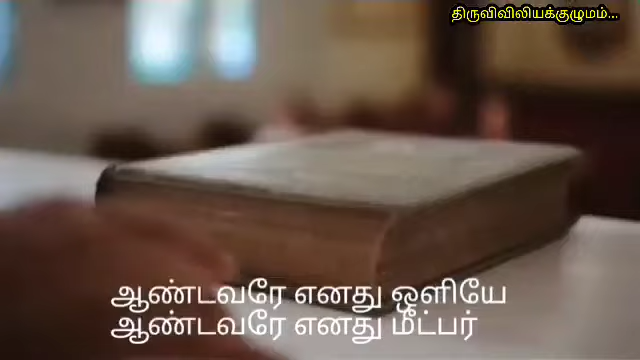 திருவிவிலியக்குழுமம்...
ஆண்டவரே எனது ஒளியே
ஆண்டவரே எனது மீட்பர்